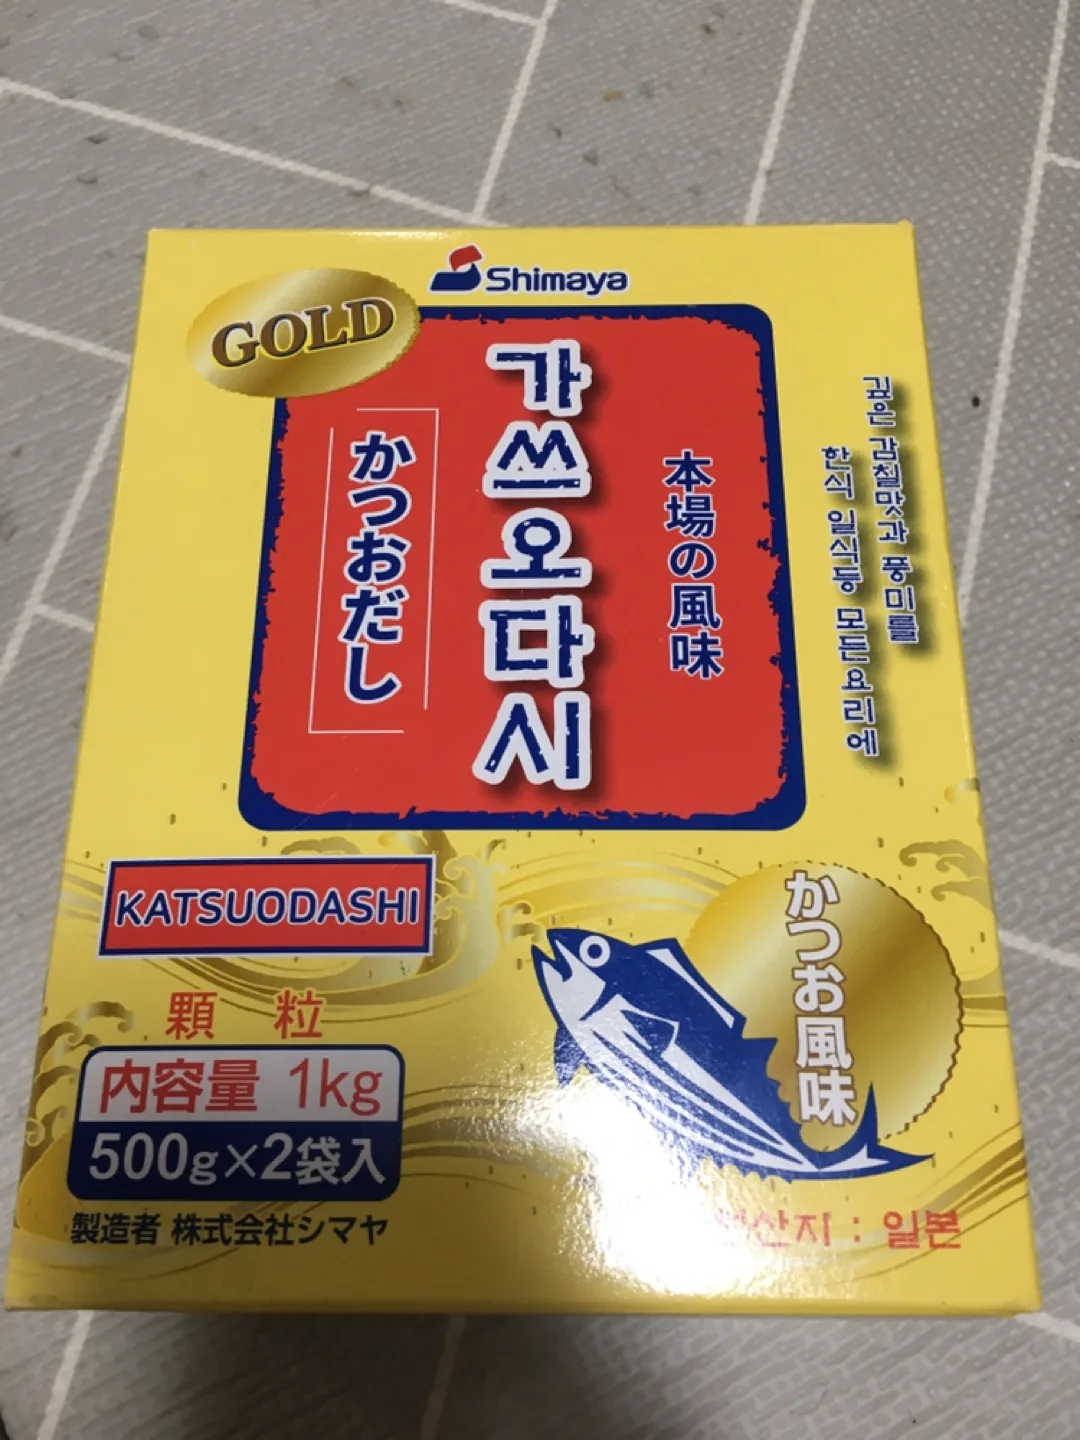 Shimaya
GOLD
깊은 감칠맛과 풍미를
한식 일식등 모든요리에
本場の風味
가쓰오다시
かつおだし
KATSUODASHI
かつお風味
顆粒
内容量 1kg
500g×2袋入
製造者 株式会社シマヤ
원산지 : 일본